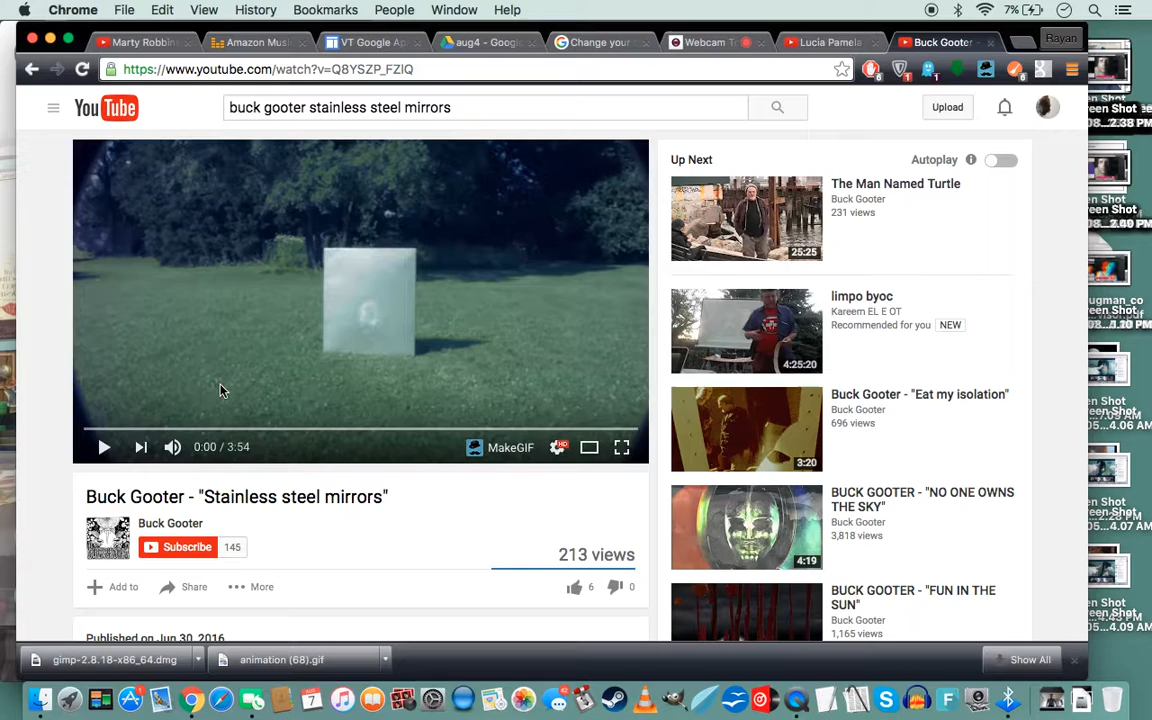 Chrome File Edit View History Bookmarks People Window Help 7%
Marty Robbin
Amazon Musi
VT Google Ap
aug4 - Googl
Change your
Webcam T
Lucia Pamela
Buck Gooter
Rayan
https://www.youtube.com/watch?v=Q8YSZP_FZIQ
YouTube
buck gooter stainless steel mirrors
Upload
Up Next
Autoplay
The Man Named Turtle
Buck Gooter
231 views
25:25
limpo byoc
Kareem EL E OT
Recommended for you NEW
4:25:20
Buck Gooter - "Eat my isolation"
Buck Gooter
696 views
3:20
BUCK GOOTER - "NO ONE OWNS
THE SKY"
Buck Gooter
3,818 views
4:19
BUCK GOOTER - "FUN IN THE
SUN"
Buck Gooter
1,165 views
0:00 / 3:54
MakeGIF
HD
Buck Gooter - "Stainless steel mirrors"
Buck Gooter
Subscribe 145
213 views
Add to Share More
6 0
Published on Jun 30, 2016
gimp-2.8.18-x86_64.dmg
animation (68).gif
Show All